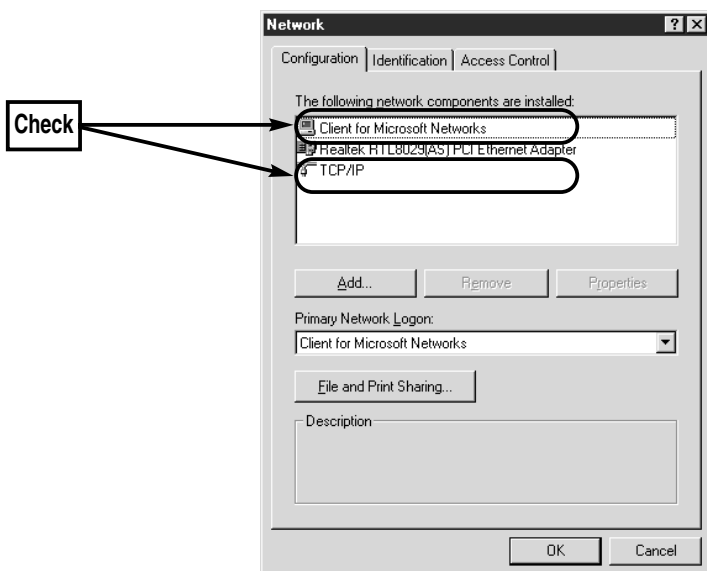 Network
Configuration Identification Access Control
The following network components are installed:
Check
Client for Microsoft Networks
Realtek RTL8029(AS) PCI Ethernet Adapter
TCP/IP
Add... Remove Properties
Primary Network Logon:
Client for Microsoft Networks
File and Print Sharing...
Description
OK Cancel